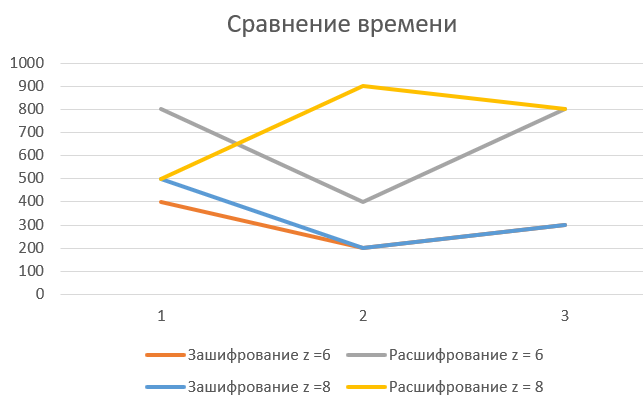 Сравнение времени
1000
900
800
700
600
500
400
300
200
100
0
1 2 3
Зашифрование z =6 Расшифрование z = 6
Зашифрование z =8 Расшифрование z = 8